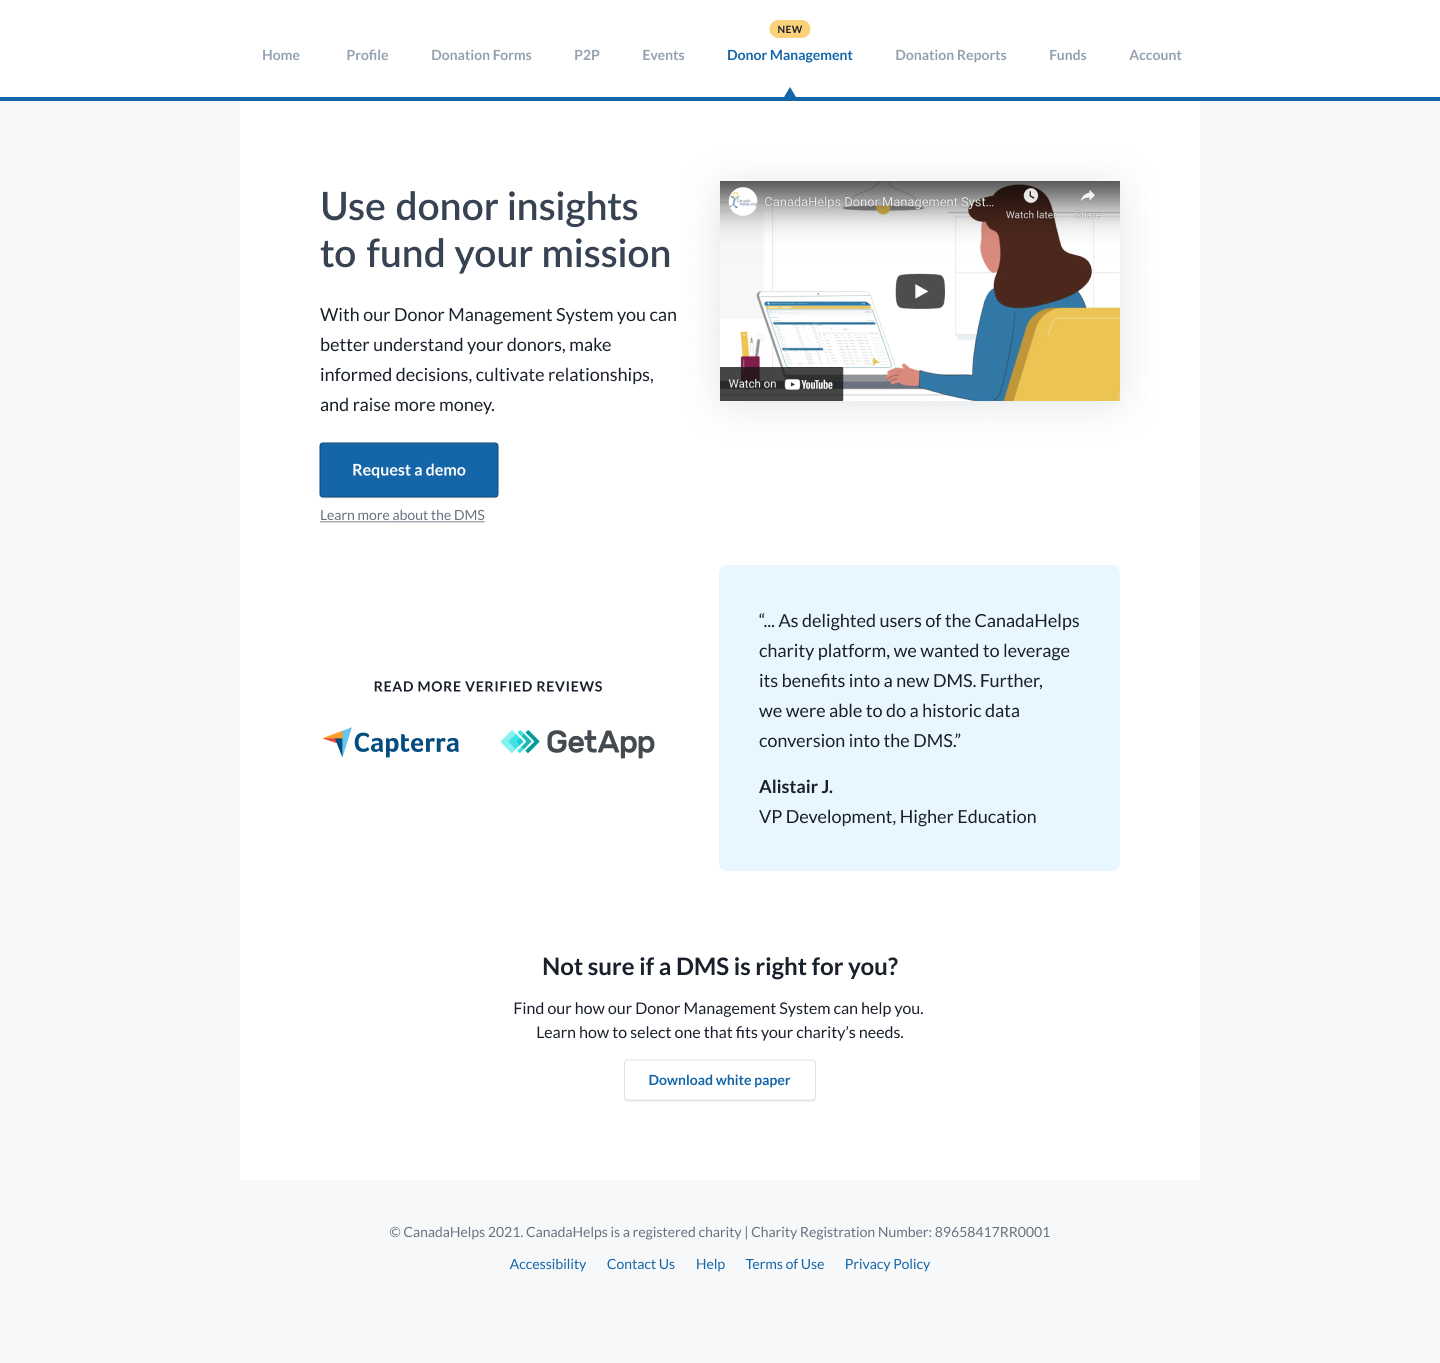 NEW
Home Profile Donation Forms P2P Events Donor Management Donation Reports Funds Account
Use donor insights
to fund your mission
With our Donor Management System you can
better understand your donors, make
informed decisions, cultivate relationships,
and raise more money.
Request a demo
Learn more about the DMS
CanadaHelps Donor Management Syst...
Watch later Share
Watch on YouTube
READ MORE VERIFIED REVIEWS
Capterra GetApp
“... As delighted users of the CanadaHelps
charity platform, we wanted to leverage
its benefits into a new DMS. Further,
we were able to do a historic data
conversion into the DMS.”
Alistair J.
VP Development, Higher Education
Not sure if a DMS is right for you?
Find our how our Donor Management System can help you.
Learn how to select one that fits your charity’s needs.
Download white paper
© CanadaHelps 2021. CanadaHelps is a registered charity | Charity Registration Number: 89658417RR0001
Accessibility Contact Us Help Terms of Use Privacy Policy